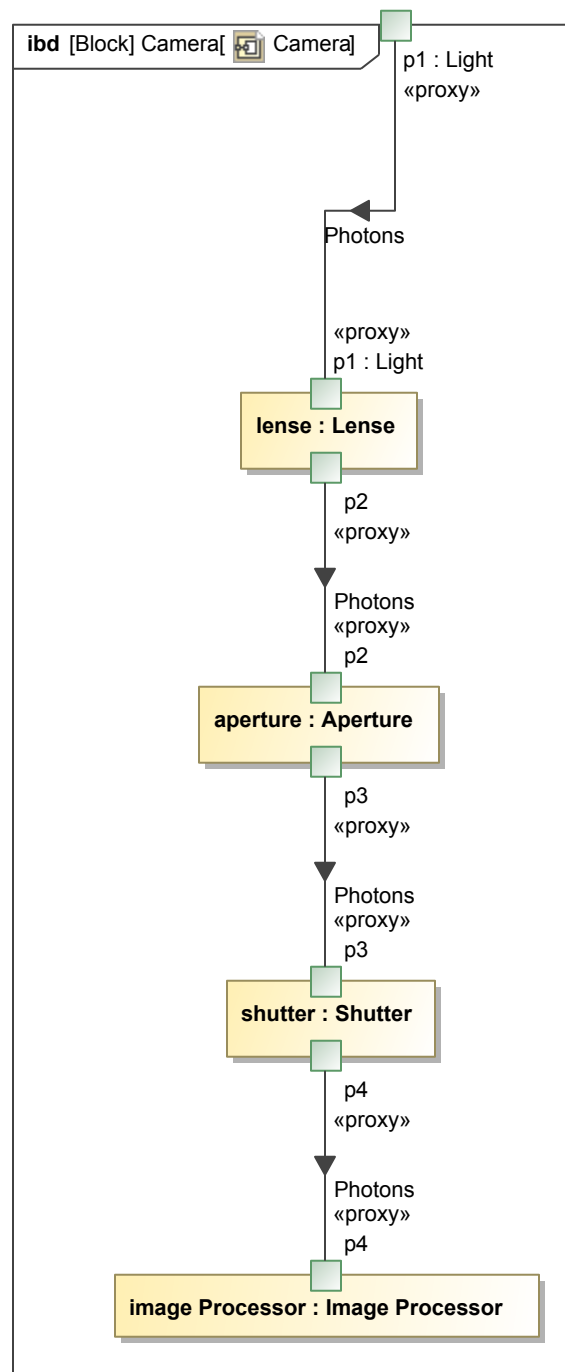 ibd [Block] Camera[ Camera]
p1 : Light
«proxy»
Photons
«proxy»
p1 : Light
lense : Lense
p2
«proxy»
Photons
«proxy»
p2
aperture : Aperture
p3
«proxy»
Photons
«proxy»
p3
shutter : Shutter
p4
«proxy»
Photons
«proxy»
p4
image Processor : Image Processor